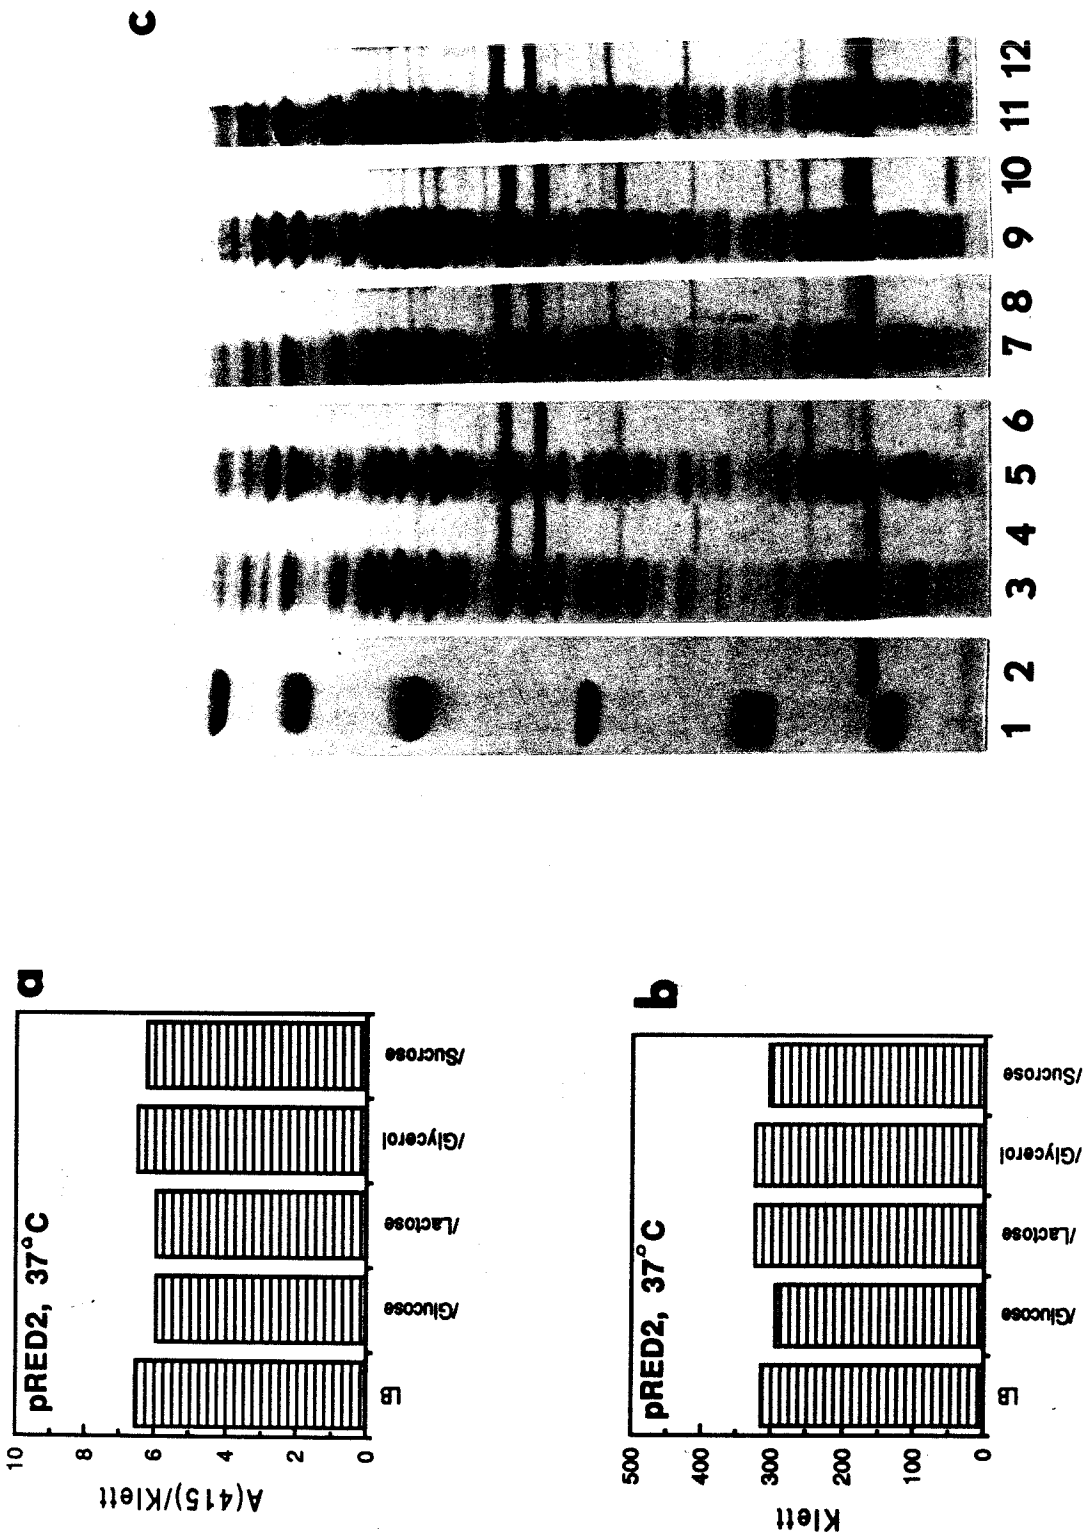 a
pRED2, 37°C
A(415)/Klett
10
8
6
4
2
0
LB
/Glucose
/Lactose
/Glycerol
/Sucrose
b
pRED2, 37°C
Klett
500
400
300
200
100
0
LB
/Glucose
/Lactose
/Glycerol
/Sucrose
c
1 2 3 4 5 6 7 8 9 10 11 12